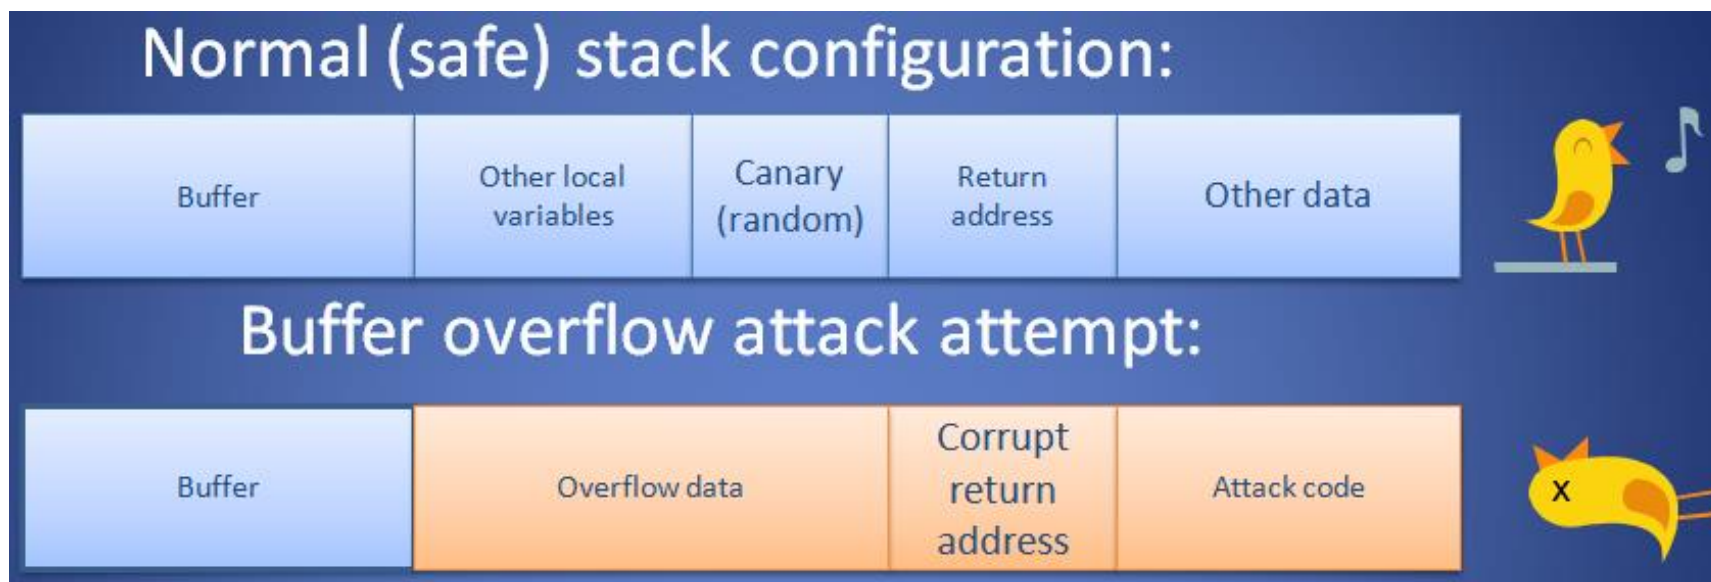 Normal (safe) stack configuration:
Buffer
Other local
variables
Canary
(random)
Return
address
Other data
Buffer overflow attack attempt:
Buffer
Overflow data
Corrupt
return
address
Attack code
X